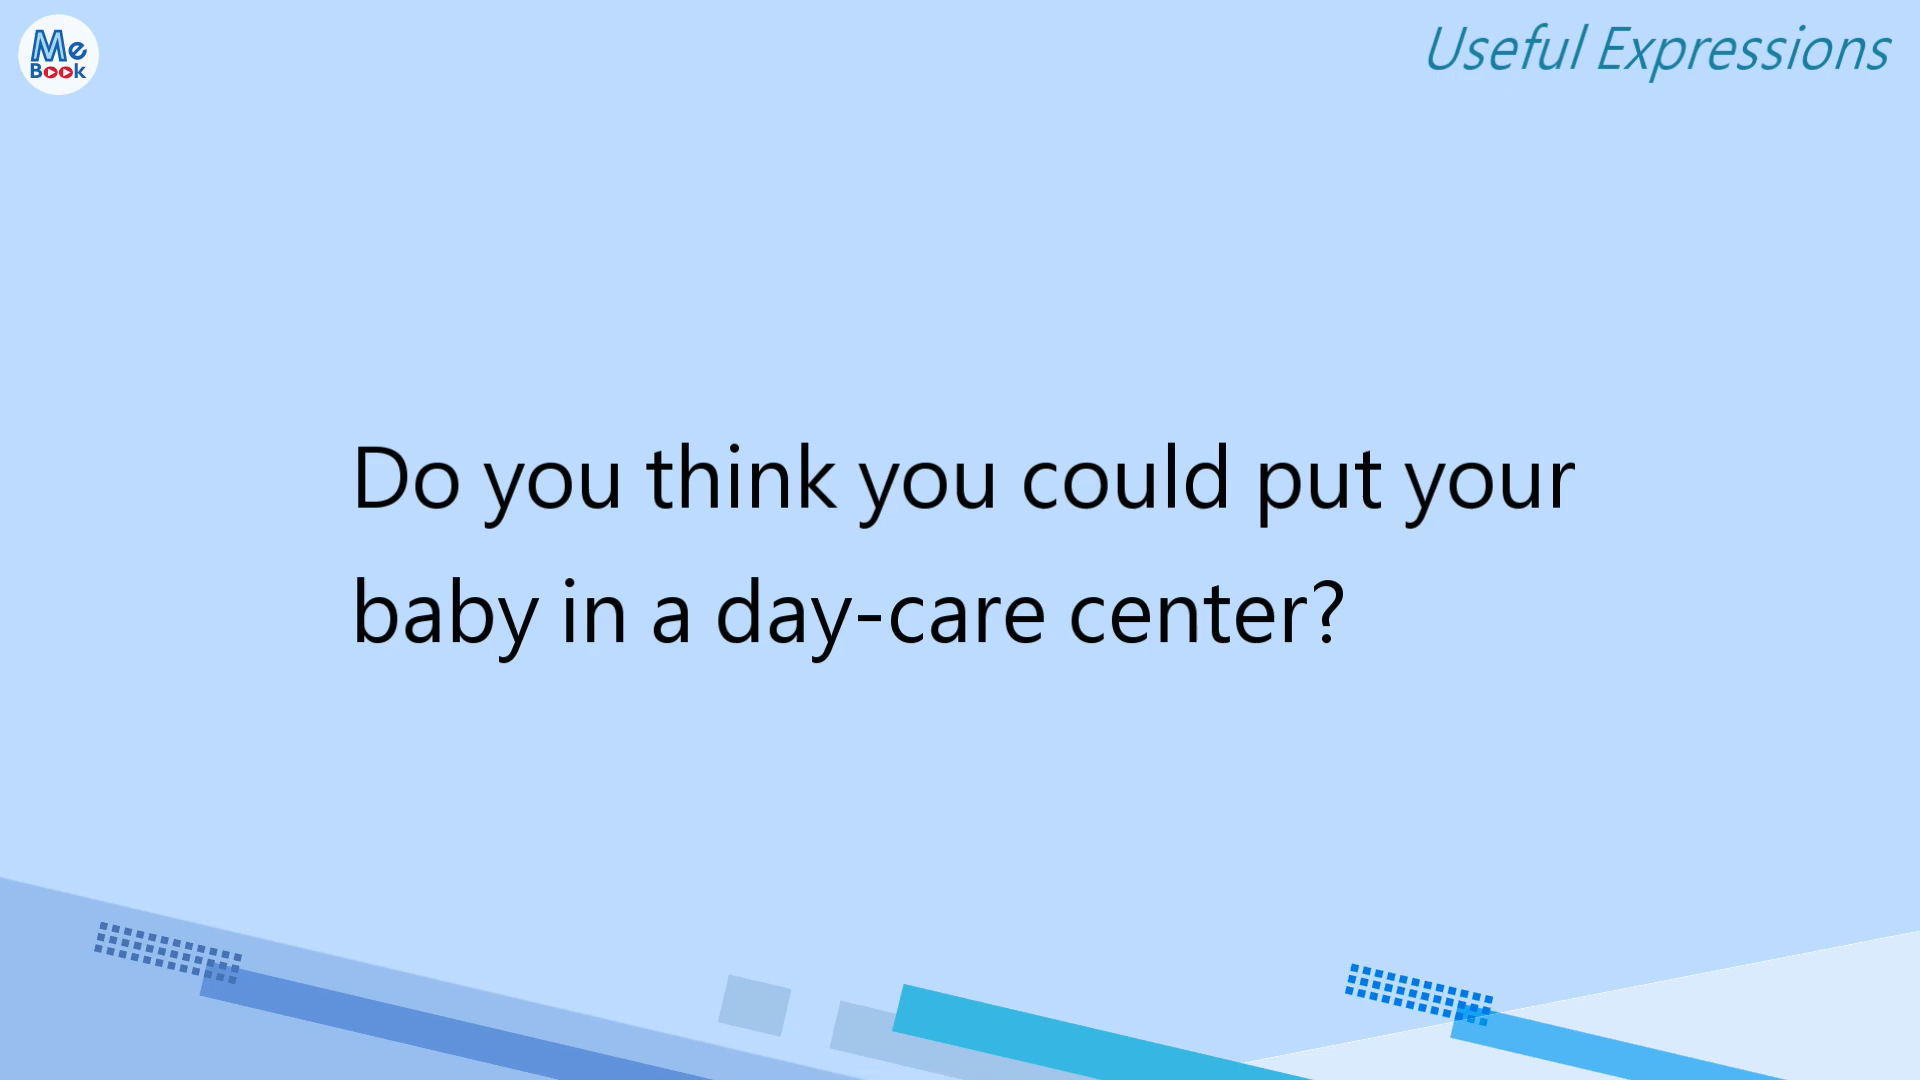 Me
Book
Useful Expressions
Do you think you could put your
baby in a day-care center?